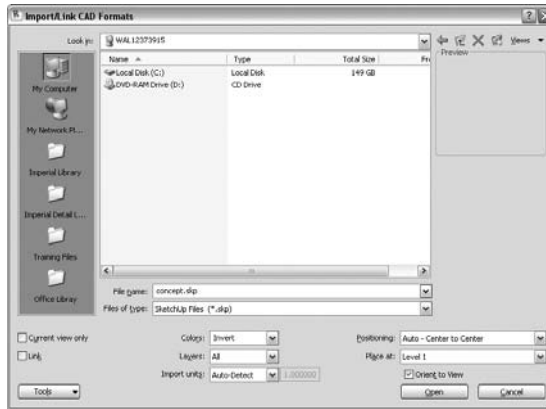 Import/Link CAD Formats
Look in: WAL12373915
Views
Name Type Total Size Fr
Preview
Local Disk (C:) Local Disk 149 GB
DVD-RAM Drive (D:) CD Drive
My Computer
My Network Pl...
Imperial Library
Imperial Detail L...
Training Files
Office Libray
File name: concept.skp
Files of type: SketchUp Files (*.skp)
Current view only
Link
Colors: Invert
Layers: All
Import units: Auto-Detect 1.000000
Positioning: Auto - Center to Center
Place at: Level 1
Orient to View
Tools
Open
Cancel